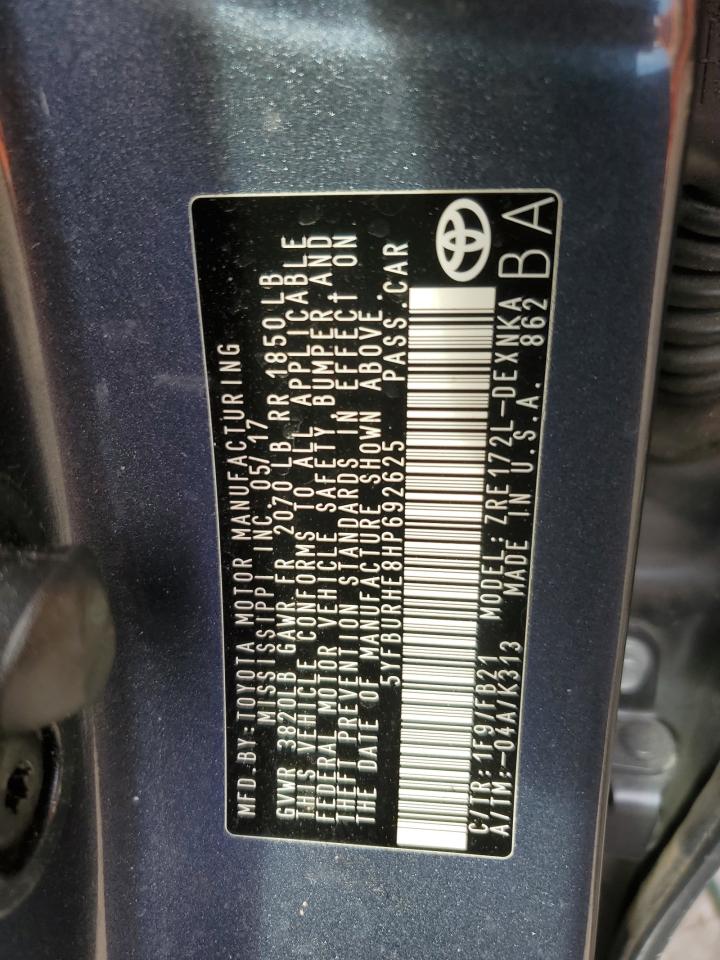 MFD.BY:TOYOTA MOTOR MANUFACTURING
MISSISSIPPI INC.05/17
GVWR 3820LB GAWR FR 2070 LB RR 1850 LB
THIS VEHICLE CONFORMS TO ALL APPLICABLE
FEDERAL MOTOR VEHICLE SAFETY, BUMPER, AND
THEFT PREVENTION STANDARDS IN EFFECT ON
THE DATE OF MANUFACTURE SHOWN ABOVE.
5YFBURHE8HP692625 PASS.CAR
C/TR:1F9/FB21 MODEL:ZRE172L-DEXNKA
A/TM:-04A/K313 MADE IN U.S.A. 862
BA